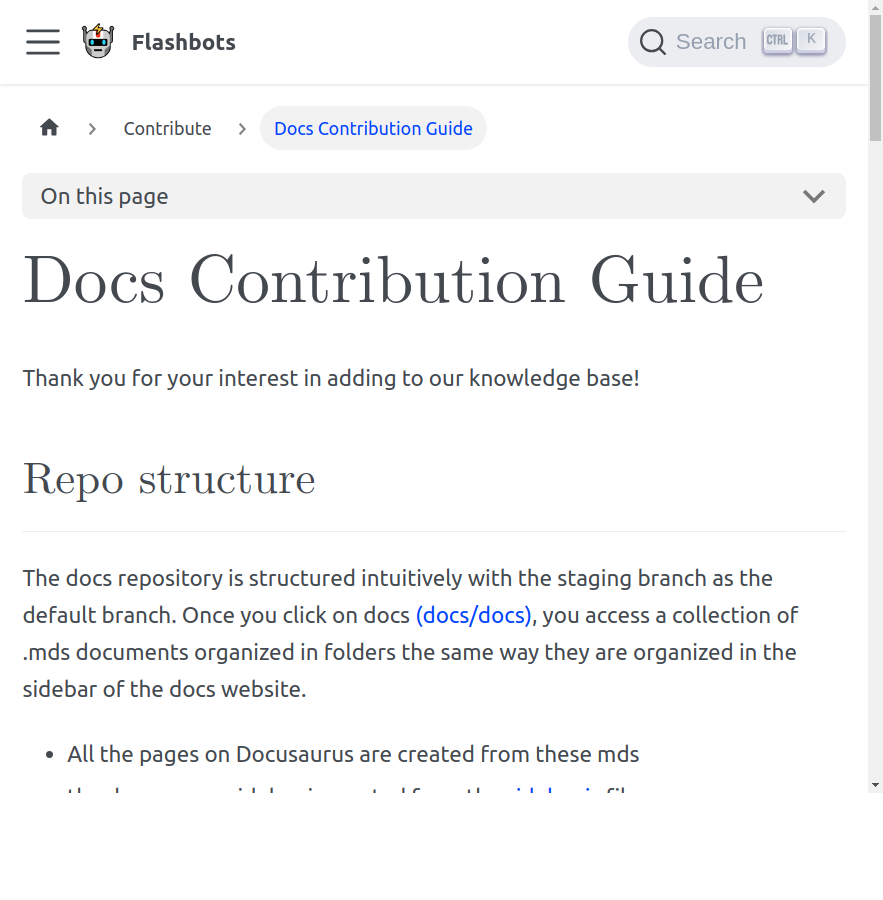 Flashbots
Search CTRL K
Contribute
Docs Contribution Guide
On this page
Docs Contribution Guide
Thank you for your interest in adding to our knowledge base!
Repo structure
The docs repository is structured intuitively with the staging branch as the
default branch. Once you click on docs (docs/docs), you access a collection of
.mds documents organized in folders the same way they are organized in the
sidebar of the docs website.
All the pages on Docusaurus are created from these mds